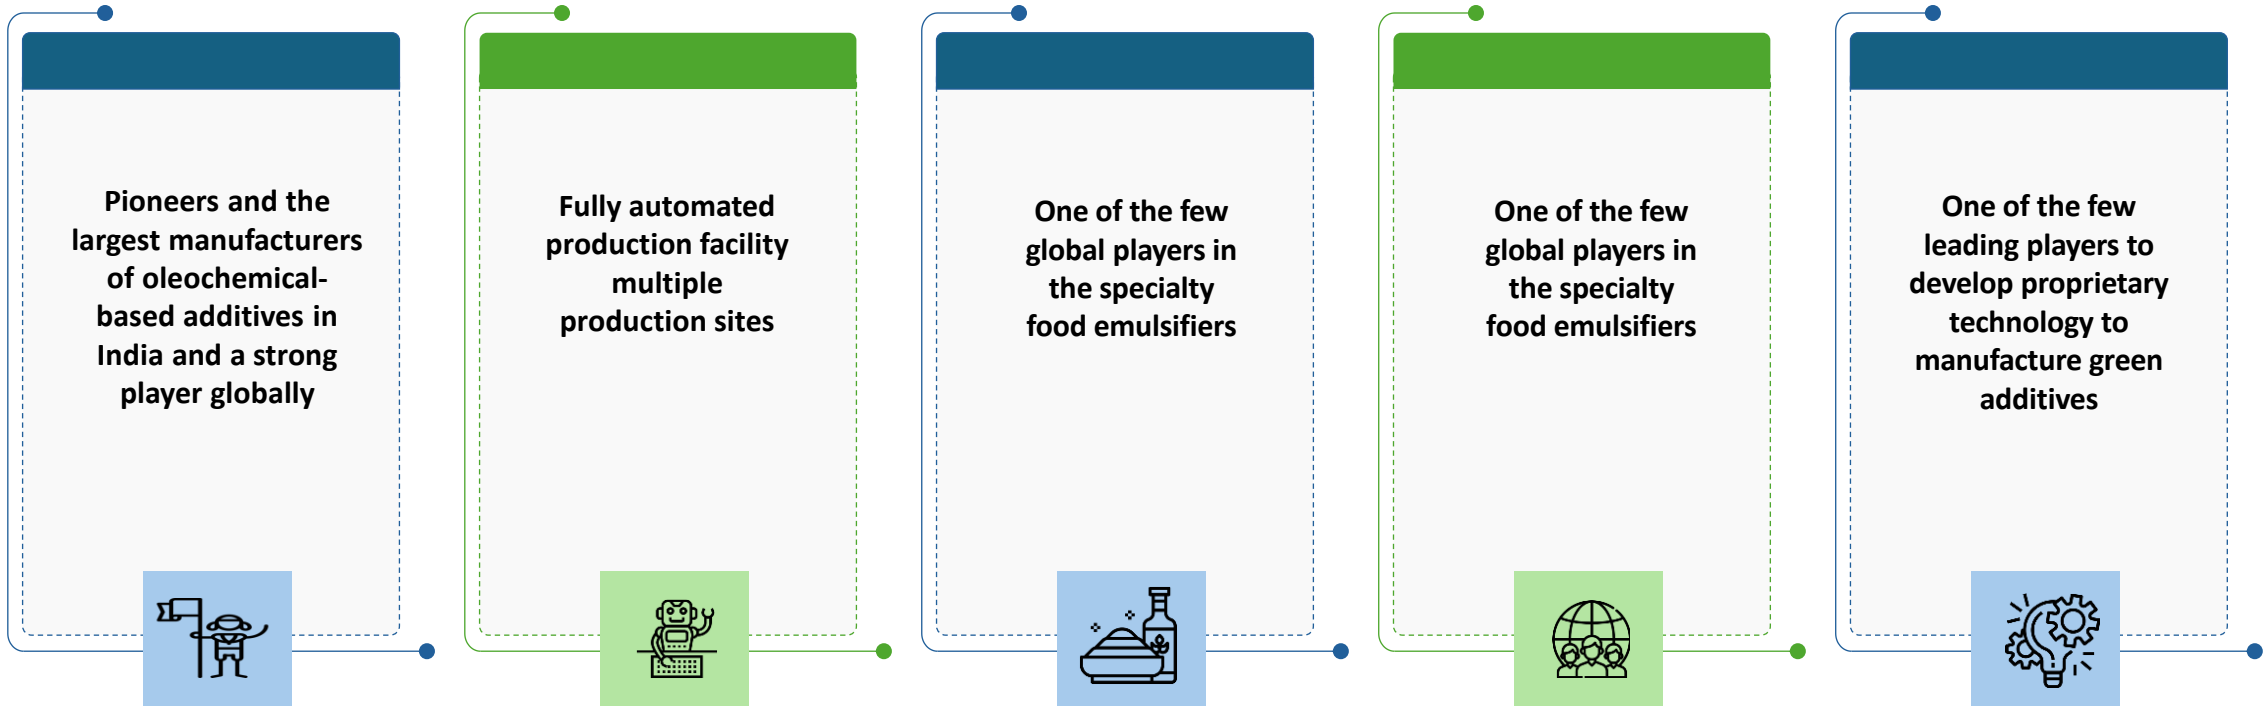 Pioneers and the
largest manufacturers
of oleochemical-
based additives in
India and a strong
player globally
Fully automated
production facility
multiple
production sites
One of the few
global players in
the specialty
food emulsifiers
One of the few
global players in
the specialty
food emulsifiers
One of the few
leading players to
develop proprietary
technology to
manufacture green
additives